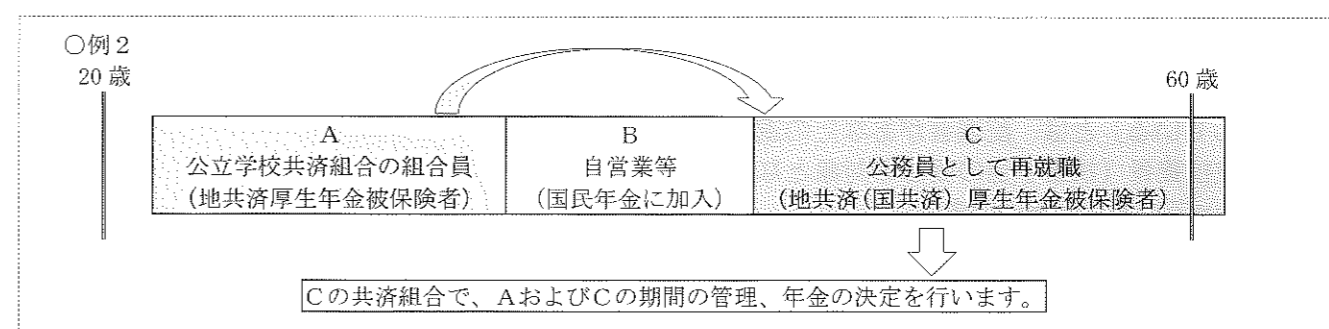 ○例2
20歳
60歳
A
公立学校共済組合の組合員
(地共済厚生年金被保険者)
B
自営業等
(国民年金に加入)
C
公務員として再就職
(地共済(国共済) 厚生年金被保険者)
Cの共済組合で、AおよびCの期間の管理、年金の決定を行います。